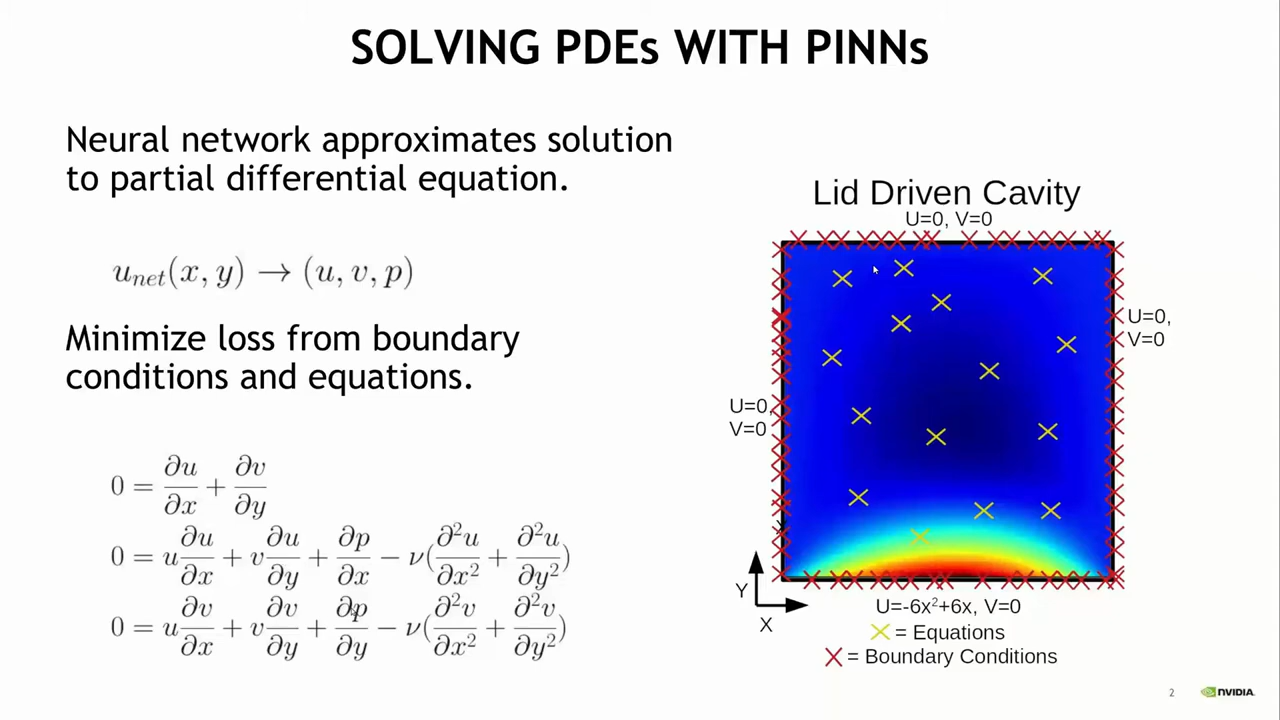 SOLVING PDEs WITH PINNs
Neural network approximates solution
to partial differential equation.
u_{net}(x, y) → (u, v, p)
Minimize loss from boundary
conditions and equations.
0 = ∂u/∂x + ∂v/∂y
0 = u ∂u/∂x + v ∂u/∂y + ∂p/∂x − ν(∂²u/∂x² + ∂²u/∂y²)
0 = u ∂v/∂x + v ∂v/∂y + ∂p/∂y − ν(∂²v/∂x² + ∂²v/∂y²)
Lid Driven Cavity
U=0, V=0
U=0,
V=0
U=0,
V=0
Y
X
U=-6x²+6x, V=0
= Equations
= Boundary Conditions
2
NVIDIA.